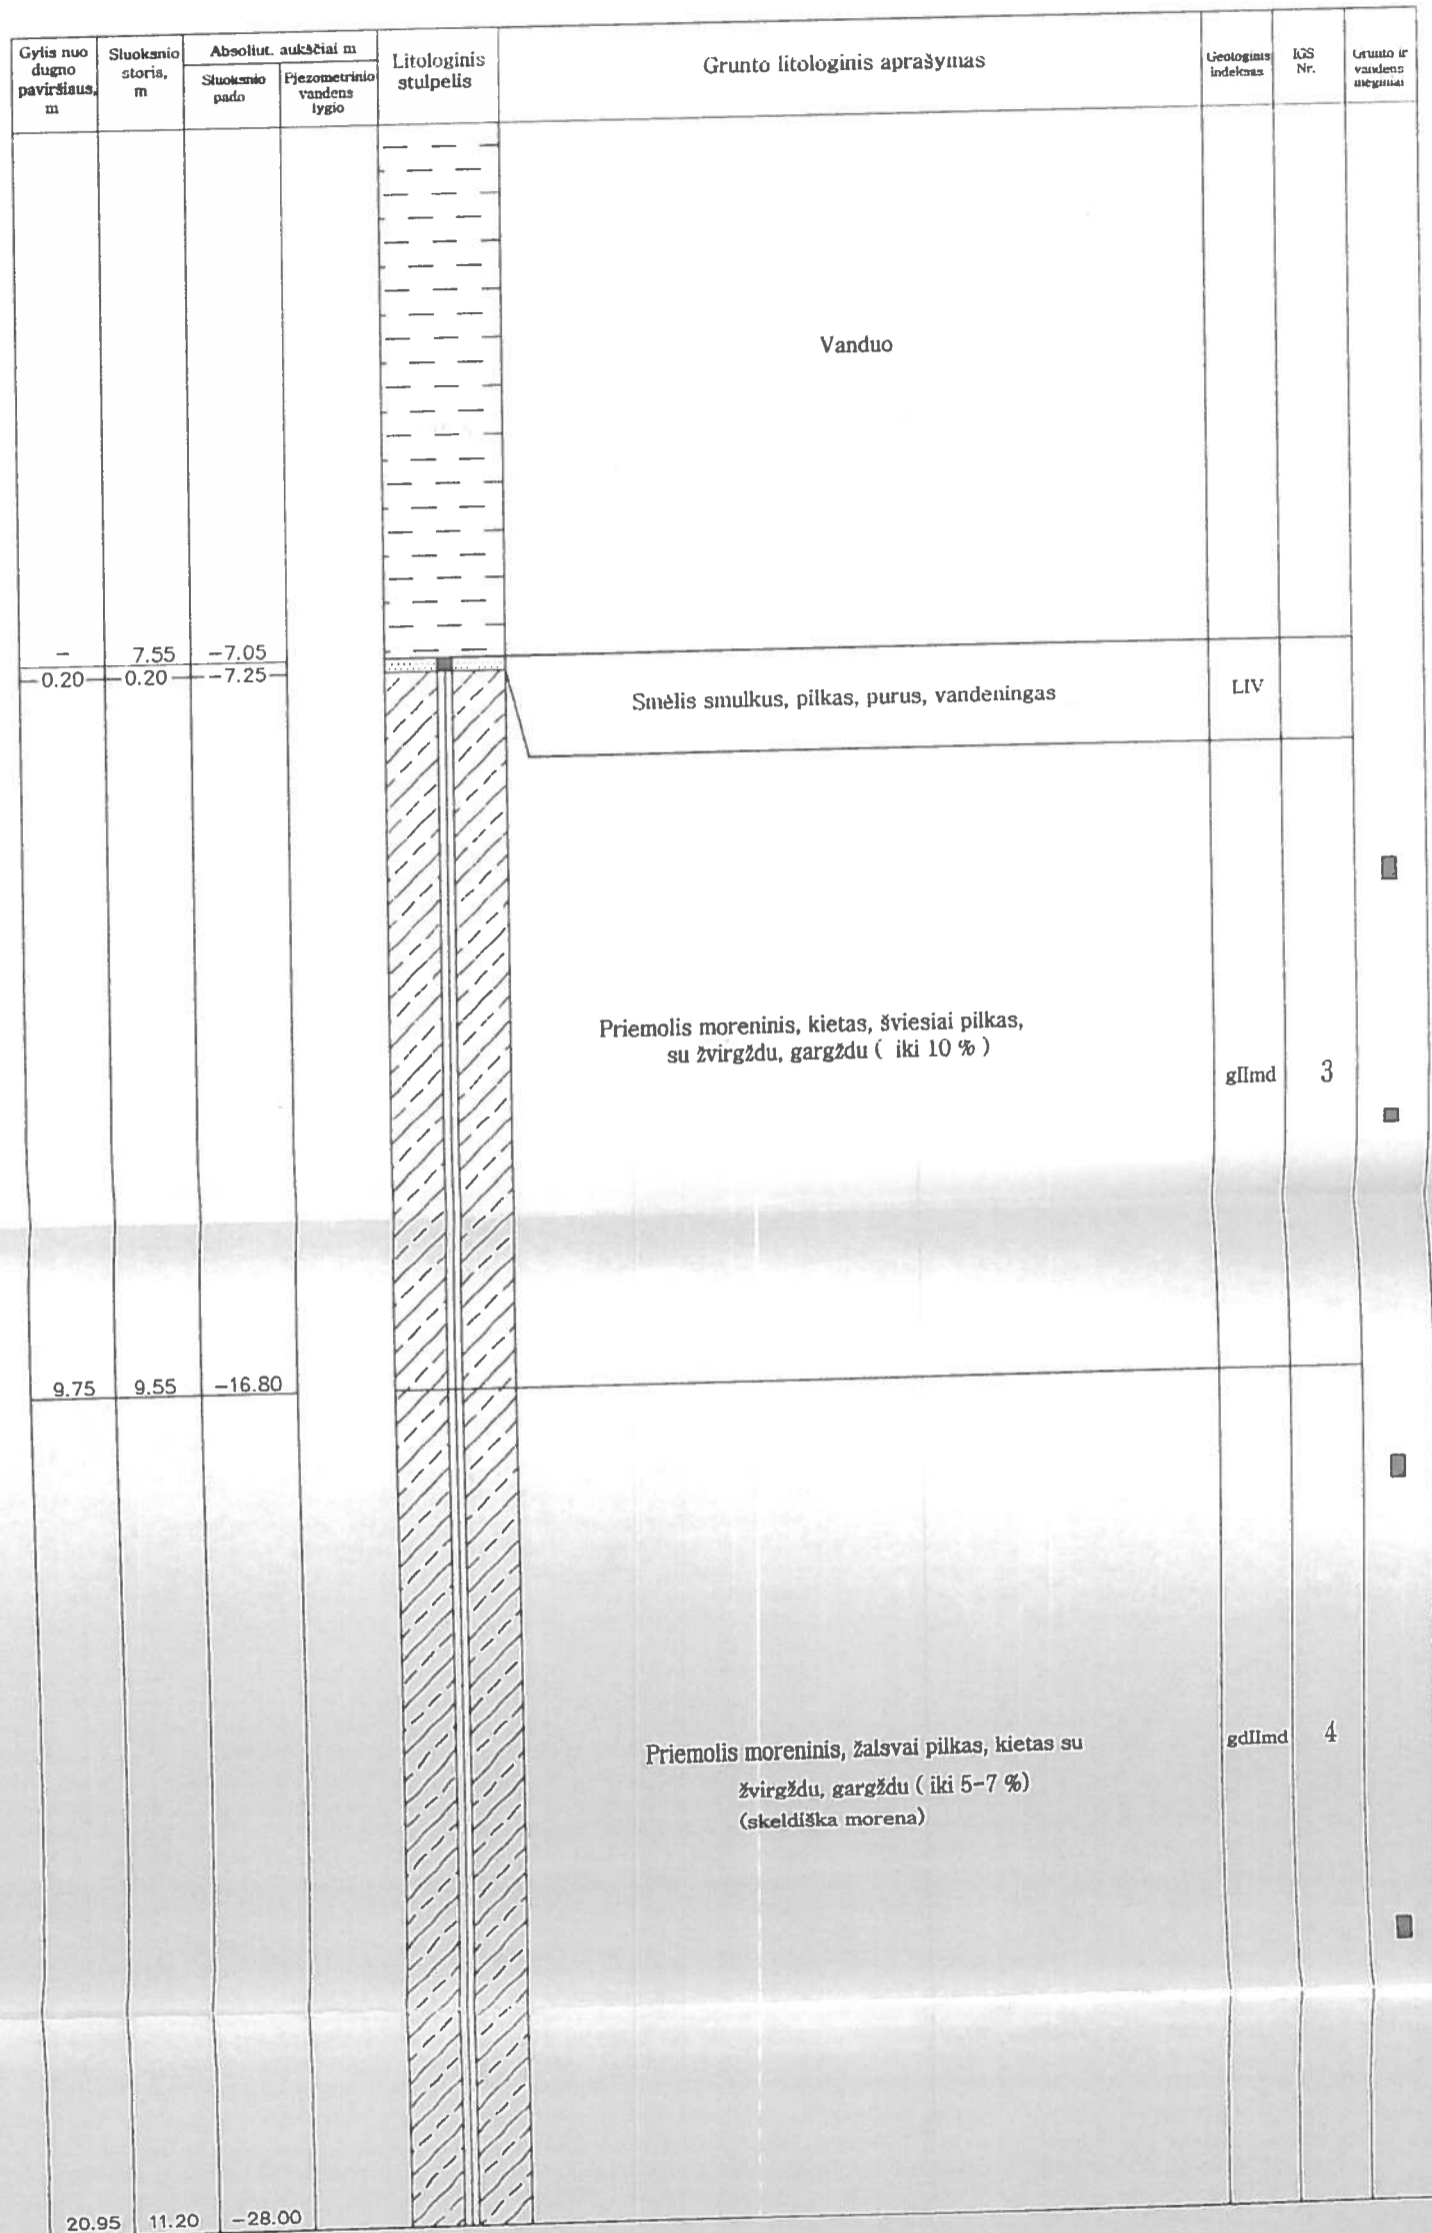 Gylis nuo
dugno
paviršiaus,
m
Sluoksnio
storis,
m
Absoliut. aukščiai m
Sluoksnio
pado
Pjezometrinio
vandens
lygio
Litologinis
stulpelis
Grunto litologinis aprašymas
Geologinis
indeksas
IGS
Nr.
Grunto ir
vandens
mėginiai
Vanduo
- 7.55 -7.05
0.20 0.20 -7.25
Smėlis smulkus, pilkas, purus, vandeningas
LIV
Priemolis moreninis, kietas, šviesiai pilkas,
su žvirgždu, gargždu ( iki 10 % )
gIImd 3
9.75 9.55 -16.80
Priemolis moreninis, žalsvai pilkas, kietas su
žvirgždu, gargždu ( iki 5-7 %)
(skeldiška morena)
gdIImd 4
20.95 11.20 -28.00